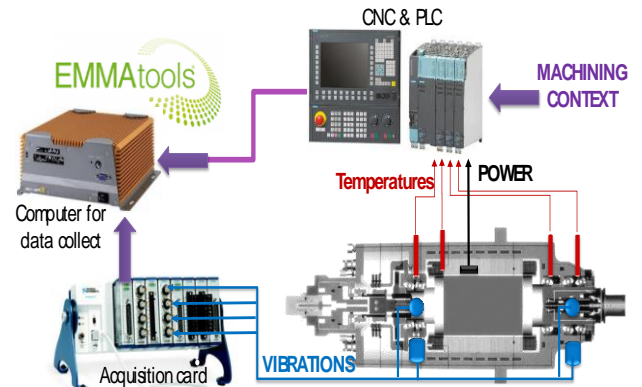 CNC & PLC
EMMAtools
MACHINING
CONTEXT
Temperatures
POWER
Computer for
data collect
VIBRATIONS
Acquisition card